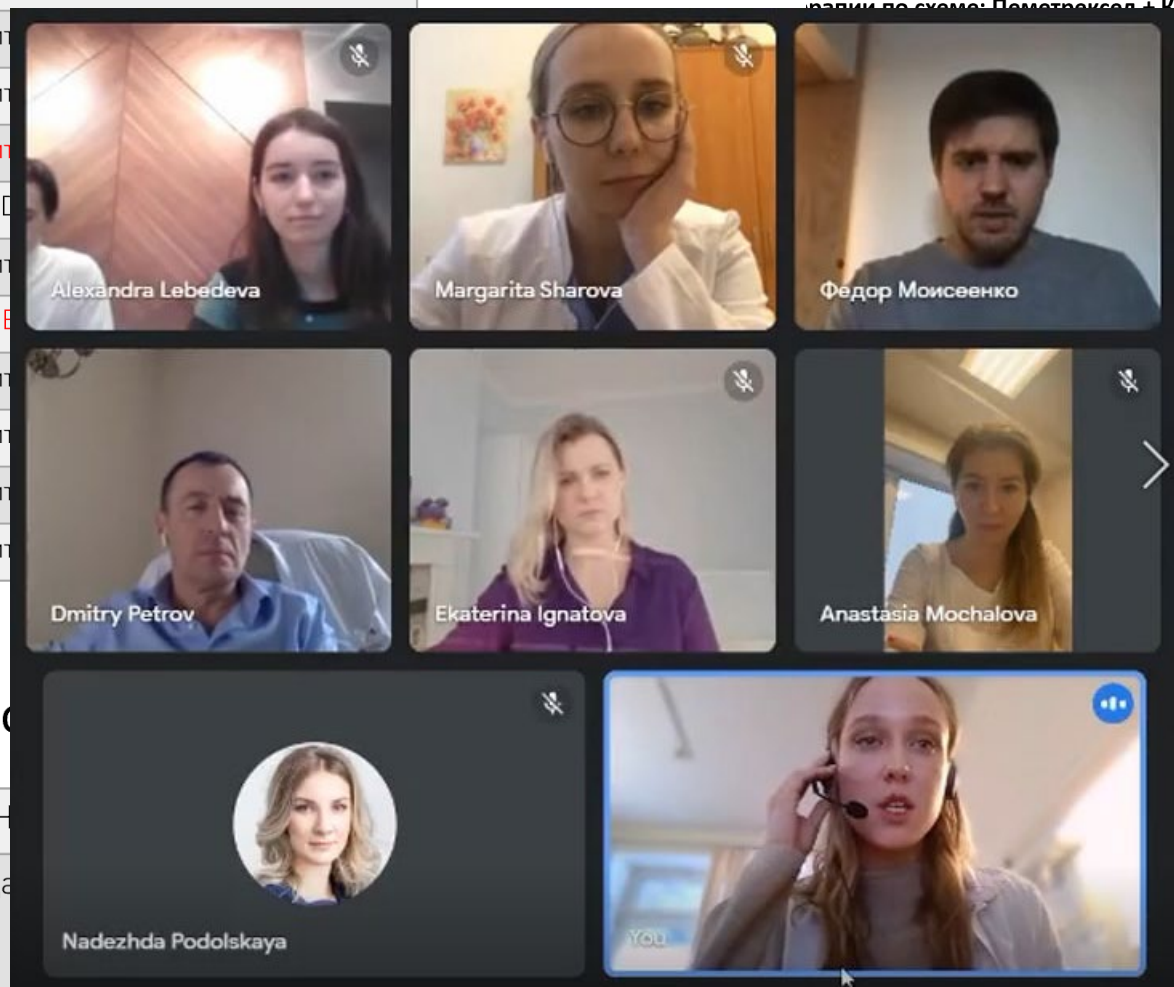 Alexandra Lebedeva
Margarita Sharova
Федор Моисеенко
Dmitry Petrov
Ekaterina Ignatova
Anastasia Mochalova
Nadezhda Podolskaya
You